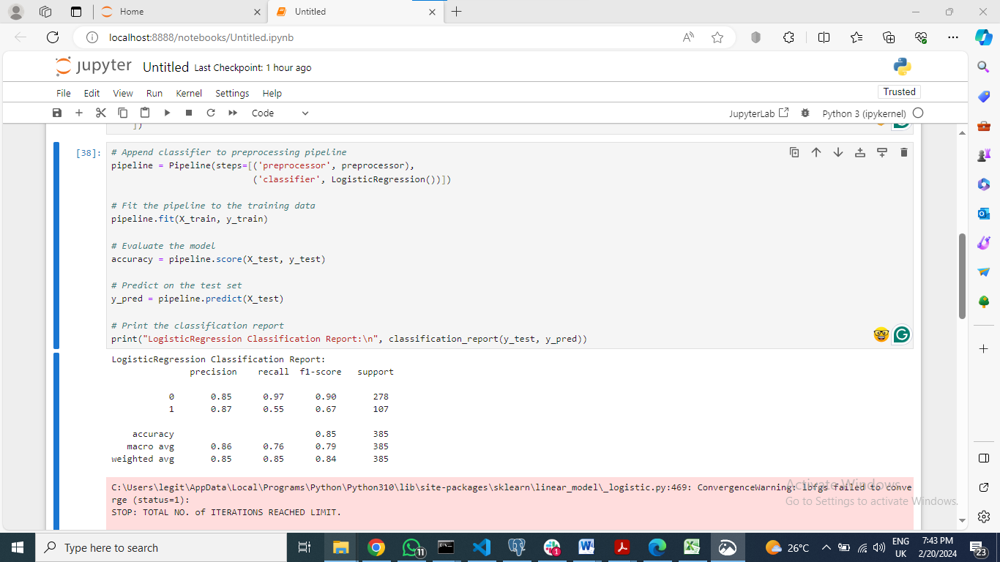 Home
Untitled
localhost:8888/notebooks/Untitled.ipynb
jupyter Untitled Last Checkpoint: 1 hour ago
File Edit View Run Kernel Settings Help
Trusted
Code
JupyterLab
Python 3 (ipykernel)
])
[38]:
# Append classifier to preprocessing pipeline
pipeline = Pipeline(steps=[('preprocessor', preprocessor),
('classifier', LogisticRegression())])
# Fit the pipeline to the training data
pipeline.fit(X_train, y_train)
# Evaluate the model
accuracy = pipeline.score(X_test, y_test)
# Predict on the test set
y_pred = pipeline.predict(X_test)
# Print the classification report
print("LogisticRegression Classification Report:\n", classification_report(y_test, y_pred))
LogisticRegression Classification Report:
precision recall f1-score support
0 0.85 0.97 0.90 278
1 0.87 0.55 0.67 107
accuracy 0.85 385
macro avg 0.86 0.76 0.79 385
weighted avg 0.85 0.85 0.84 385
C:\Users\legit\AppData\Local\Programs\Python\Python310\lib\site-packages\sklearn\linear_model\_logistic.py:469: ConvergenceWarning: lbfgs failed to conve
rge (status=1):
STOP: TOTAL NO. of ITERATIONS REACHED LIMIT.
Activate Windows
Go to Settings to activate Windows.
Type here to search
11
1
26°C
ENG
UK
7:43 PM
2/20/2024
23